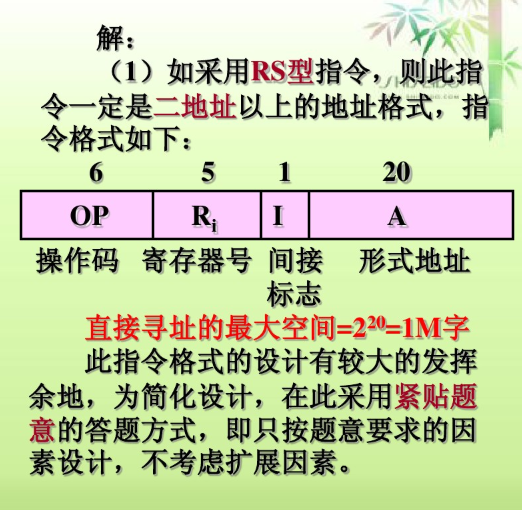 解：
（1）如采用RS型指令，则此指
令一定是二地址以上的地址格式，指
令格式如下：
6 5 1 20
OP Ri I A
操作码 寄存器号 间接 形式地址
标志
直接寻址的最大空间=2²⁰=1M字
此指令格式的设计有较大的发挥
余地，为简化设计，在此采用紧贴题
意的答题方式，即只按题意要求的因
素设计，不考虑扩展因素。